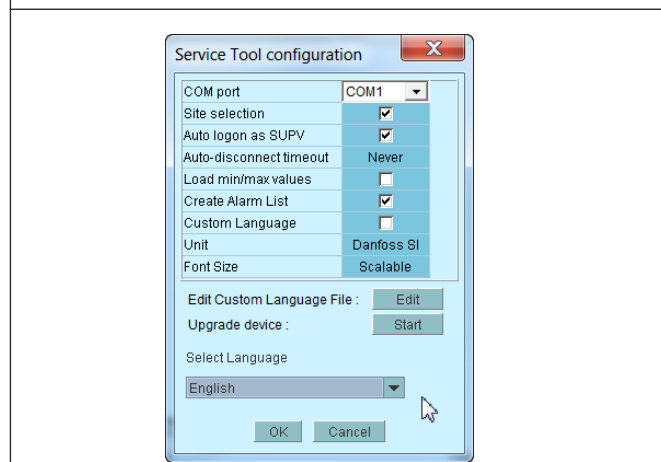 Service Tool configuration
COM port COM1
Site selection
Auto logon as SUPV
Auto-disconnect timeout Never
Load min/max values
Create Alarm List
Custom Language
Unit Danfoss SI
Font Size Scalable
Edit Custom Language File : Edit
Upgrade device : Start
Select Language
English
OK Cancel